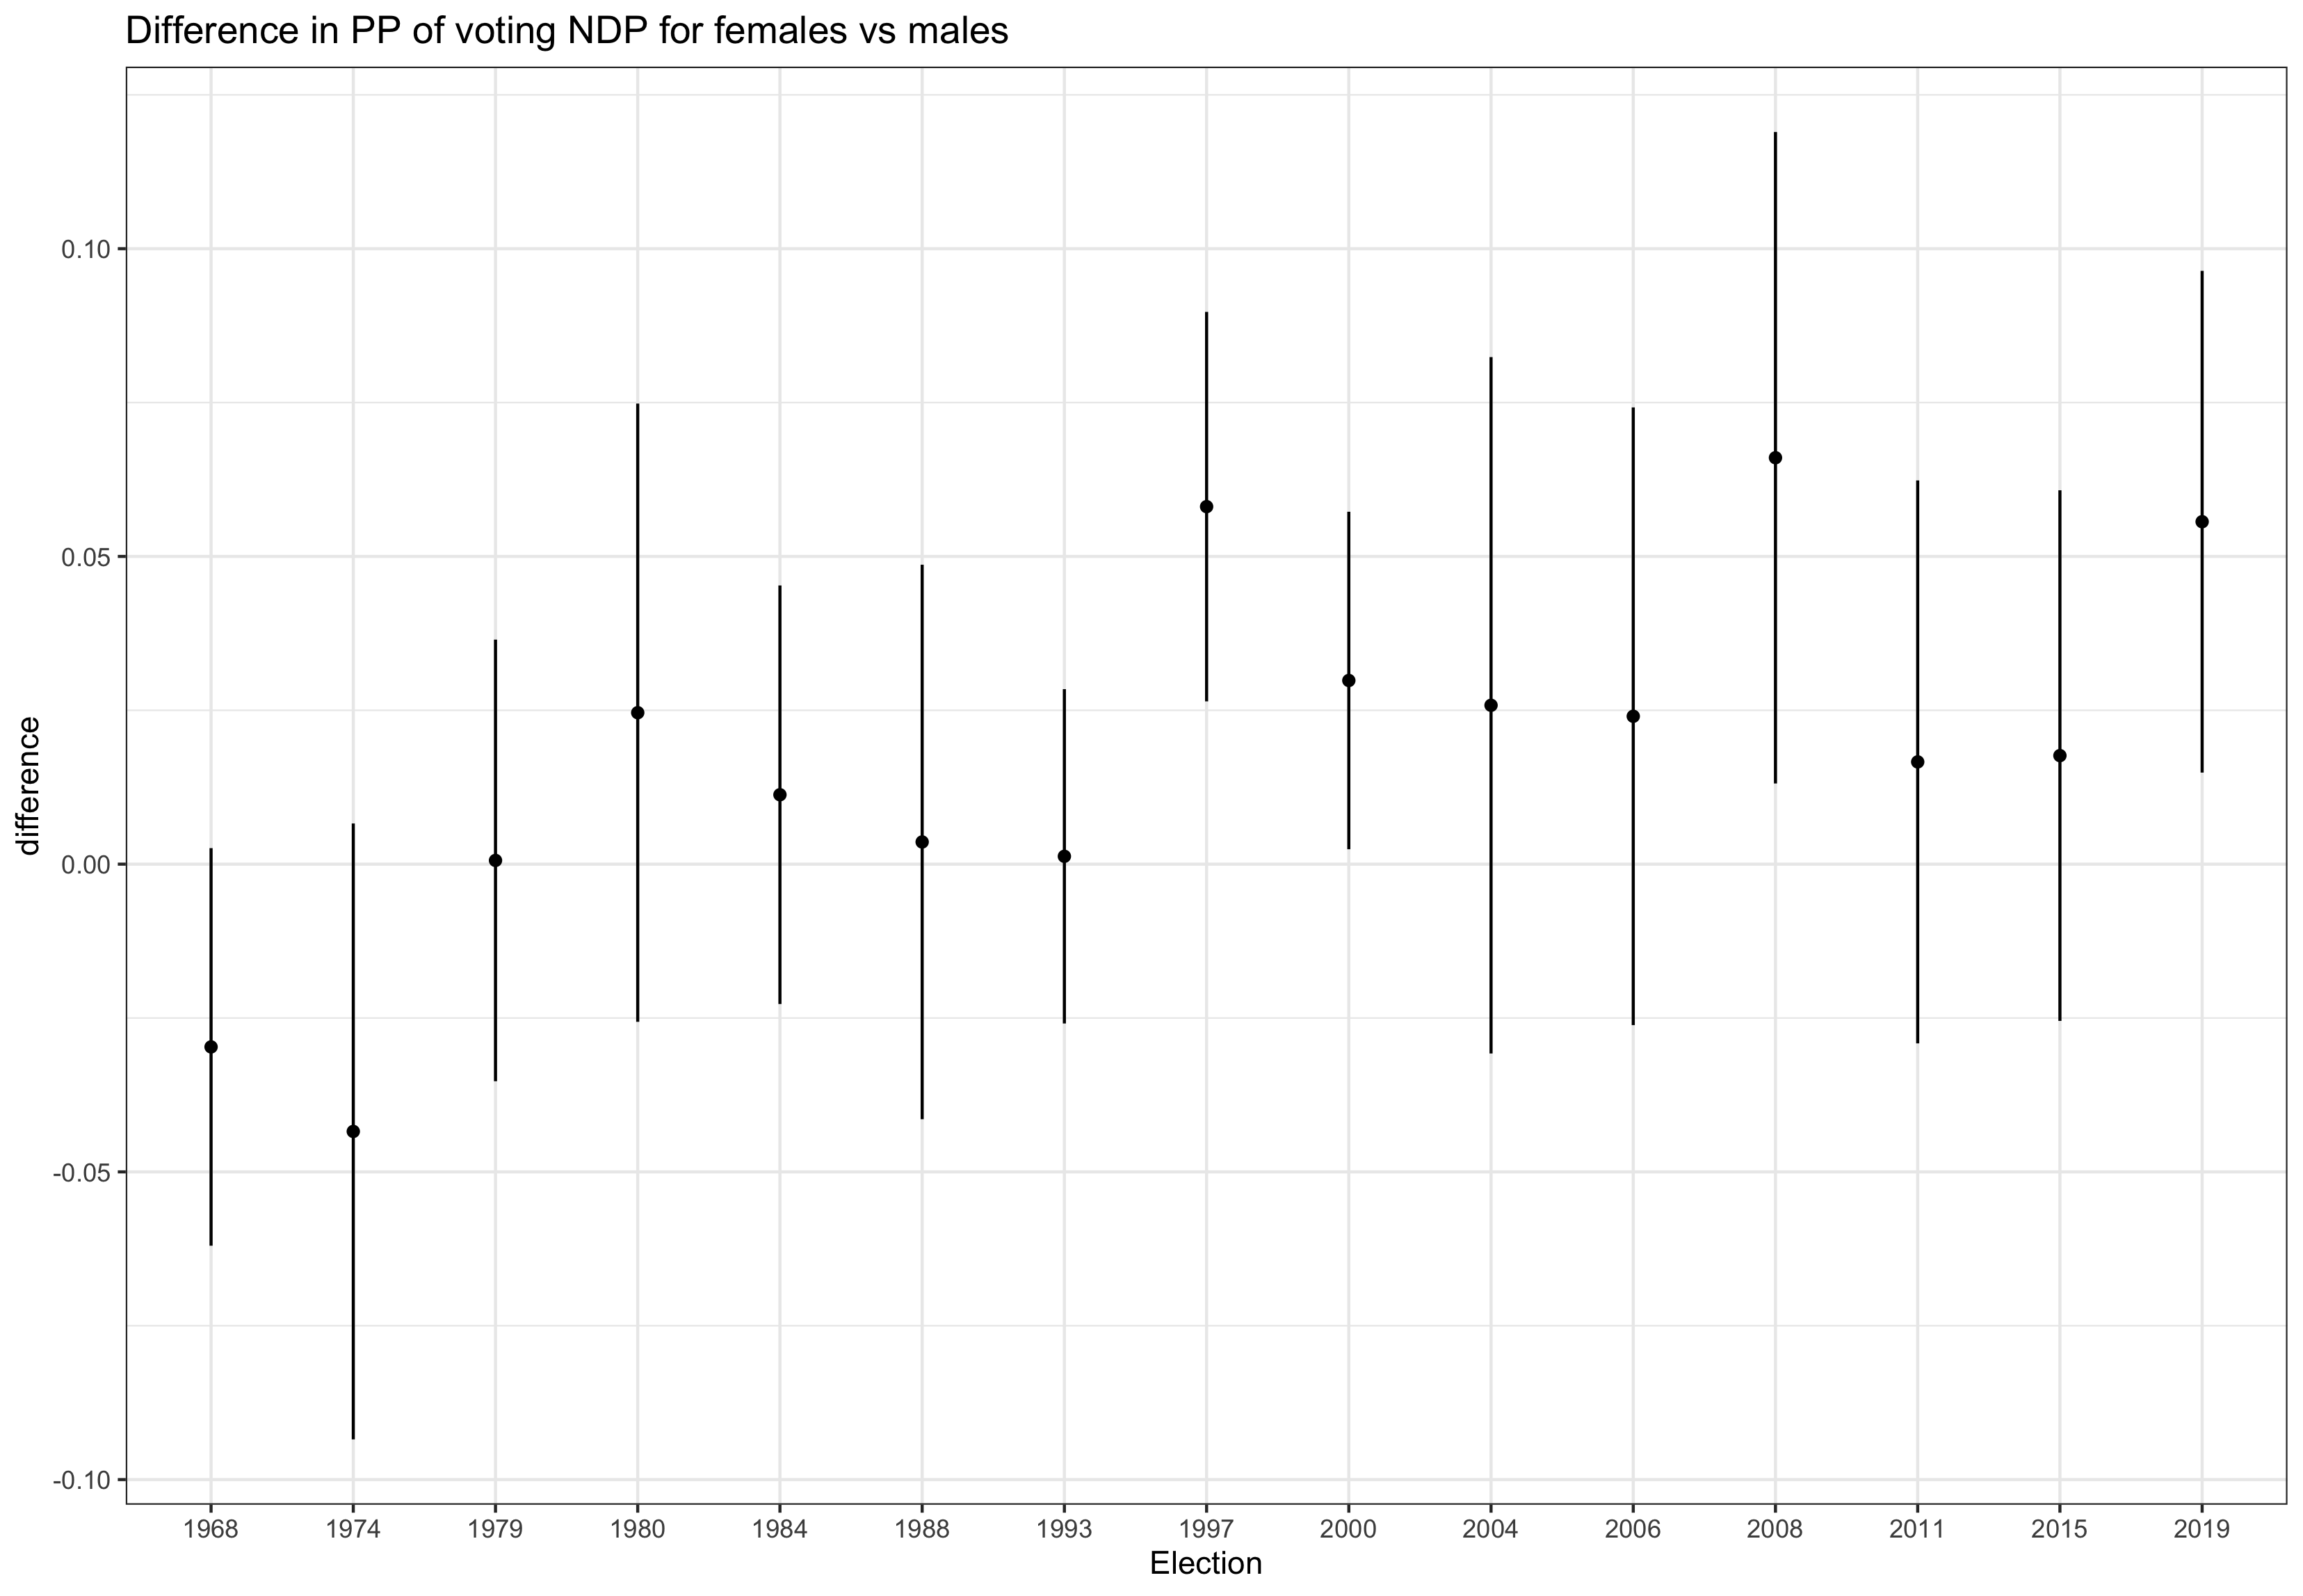 Difference in PP of voting NDP for females vs males
difference
0.10
0.05
0.00
-0.05
-0.10
1968 1974 1979 1980 1984 1988 1993 1997 2000 2004 2006 2008 2011 2015 2019
Election